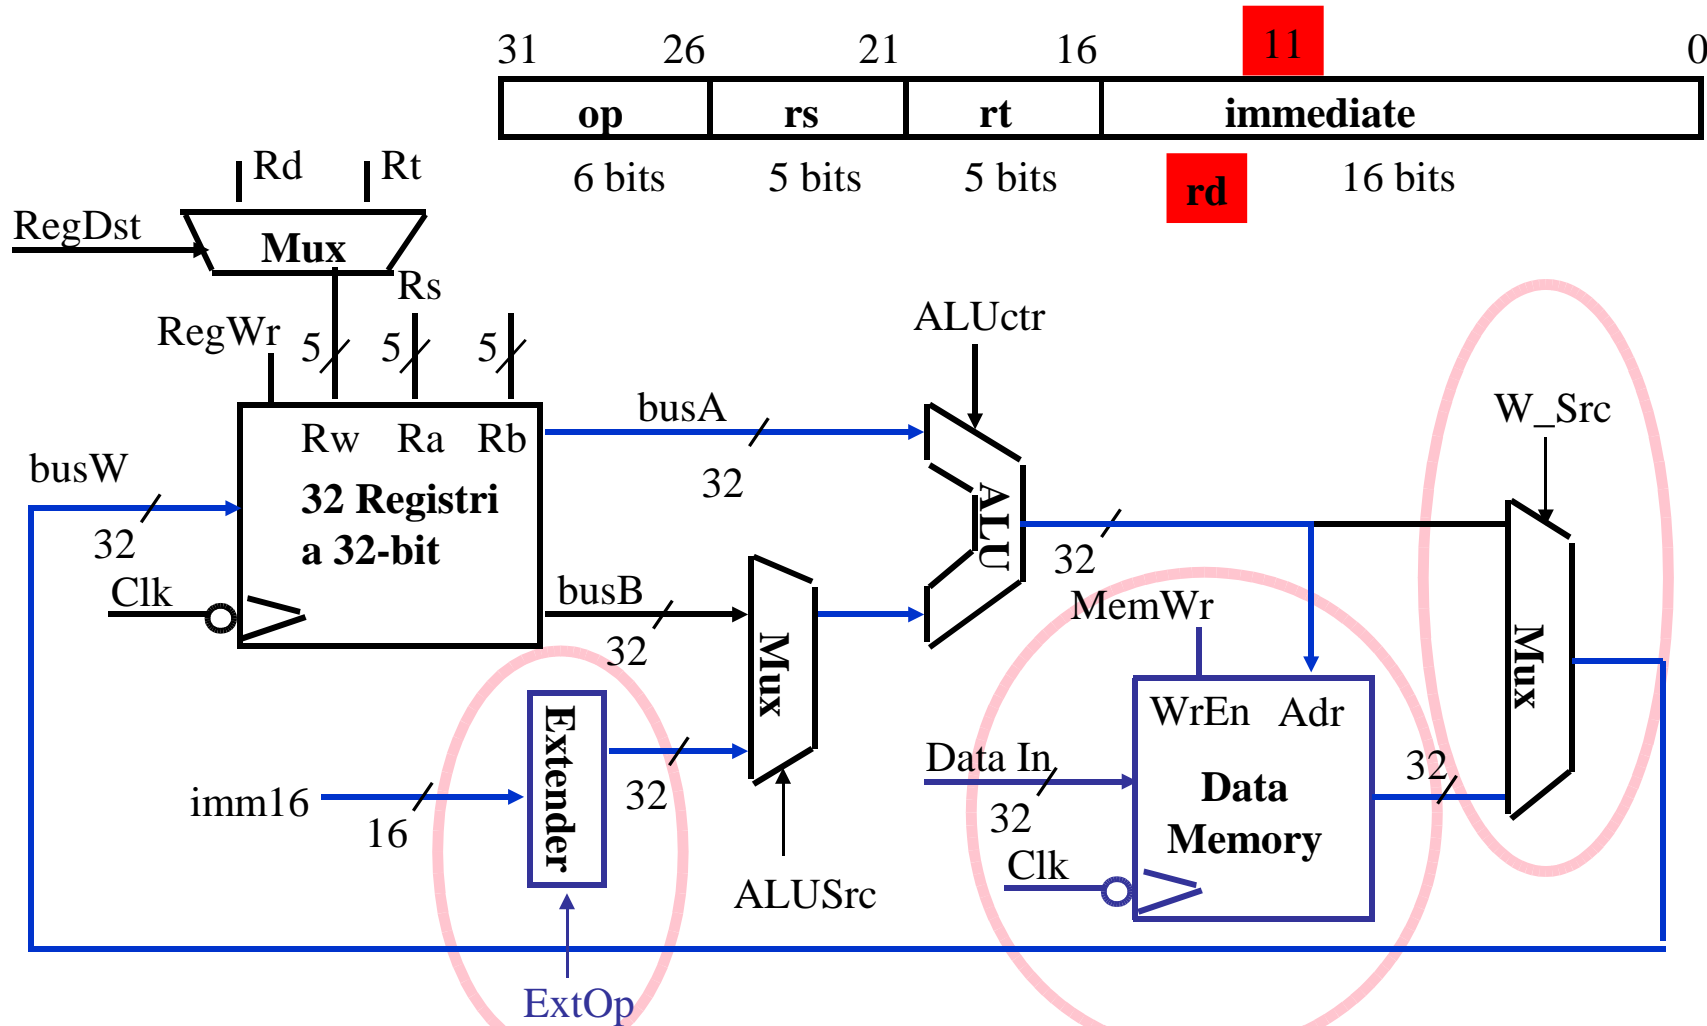 31 26 21 16 11 0
op rs rt immediate
6 bits 5 bits 5 bits rd 16 bits
Rd Rt
RegDst
Mux
Rs
RegWr
5 5 5
ALUctr
busA
32
W_Src
Rw Ra Rb
busW
32
32 Registri
a 32-bit
ALU
32
Clk
busB
32
Mux
MemWr
Mux
WrEn Adr
Extender
32
Data In
32
32
Data
Memory
imm16
16
Clk
ALUSrc
ExtOp